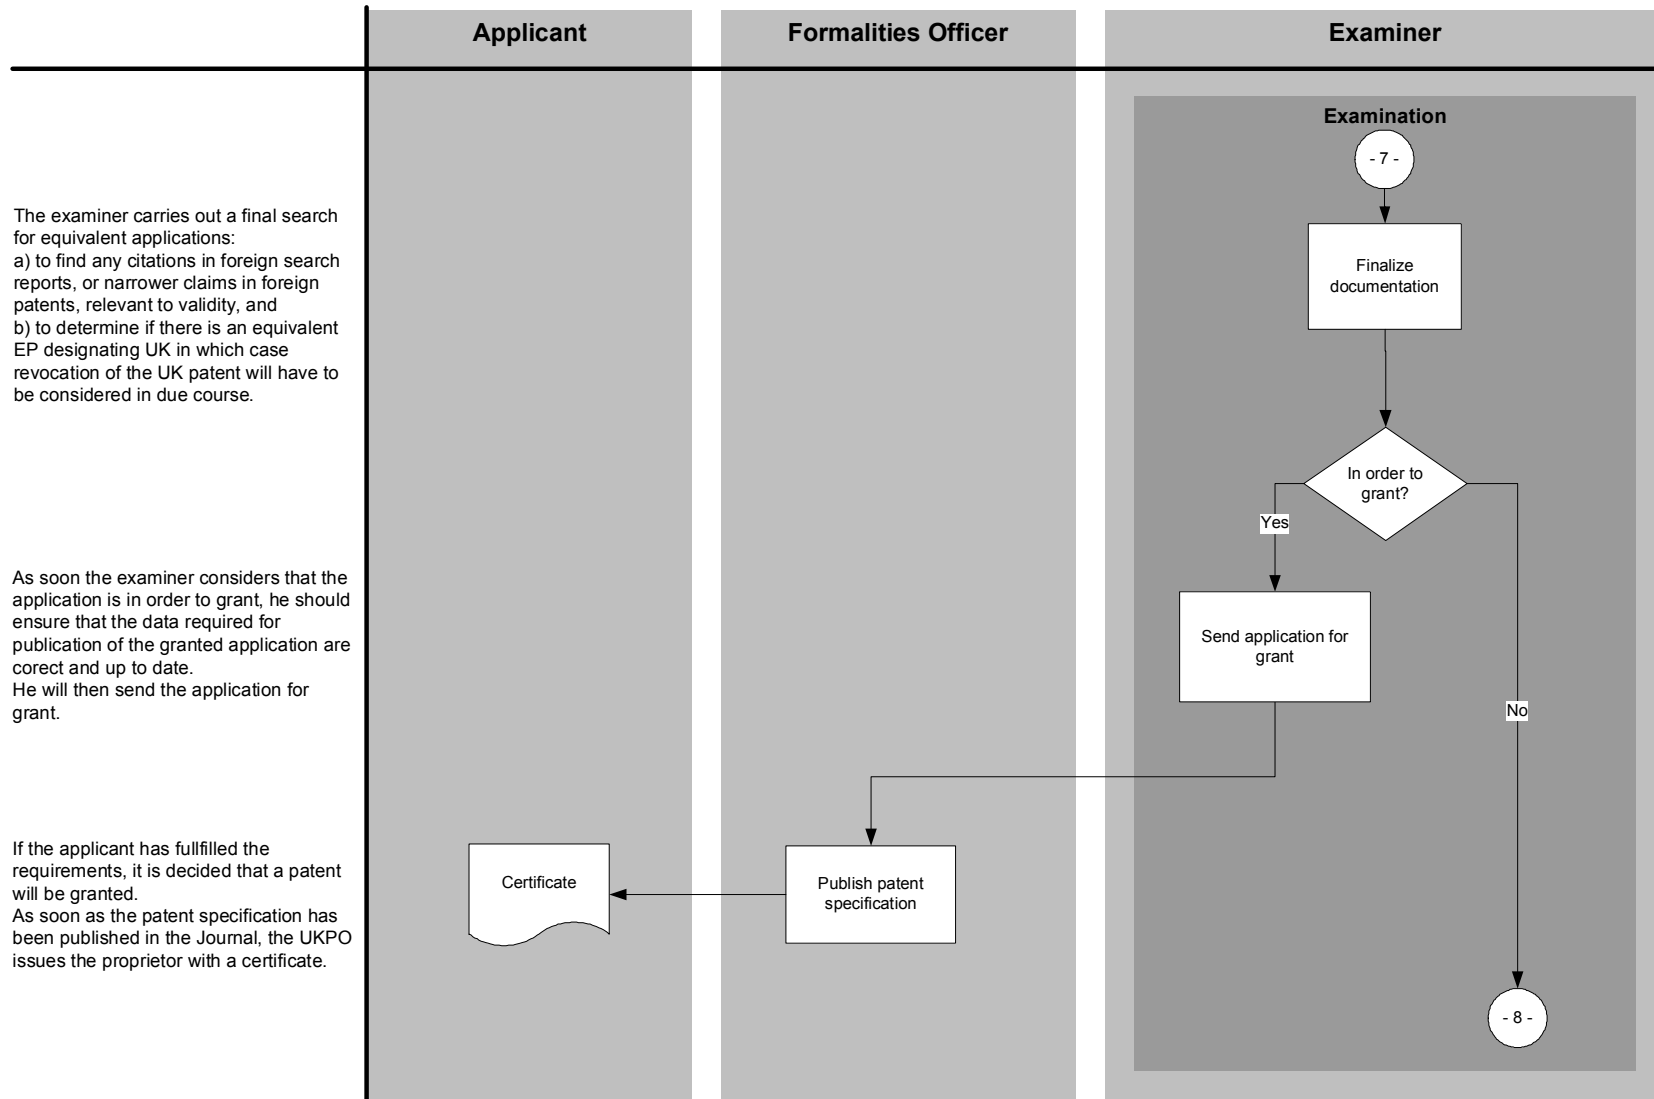 Applicant
Formalities Officer
Examiner
Examination
- 7 -
The examiner carries out a final search
for equivalent applications:
a) to find any citations in foreign search
reports, or narrower claims in foreign
patents, relevant to validity, and
b) to determine if there is an equivalent
EP designating UK in which case
revocation of the UK patent will have to
be considered in due course.
Finalize
documentation
In order to
grant?
Yes
As soon the examiner considers that the
application is in order to grant, he should
ensure that the data required for
publication of the granted application are
corect and up to date.
He will then send the application for
grant.
Send application for
grant
No
If the applicant has fullfilled the
requirements, it is decided that a patent
will be granted.
As soon as the patent specification has
been published in the Journal, the UKPO
issues the proprietor with a certificate.
Certificate
Publish patent
specification
- 8 -